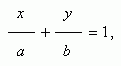 x/a + y/b = 1,